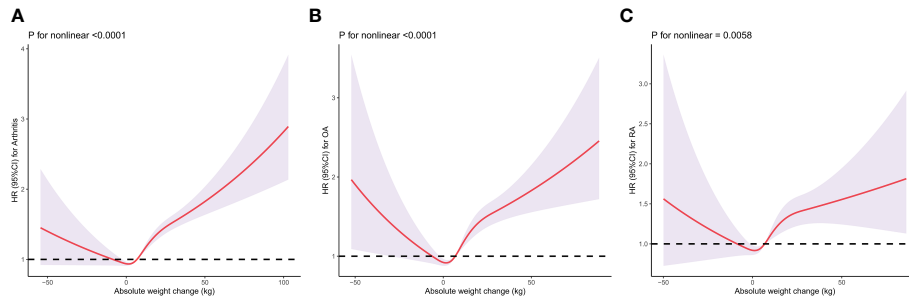 A
P for nonlinear <0.0001
HR (95%CI) for Arthritis
4
3
2
1
−50
0
50
100
Absolute weight change (kg)
B
P for nonlinear <0.0001
HR (95%CI) for OA
3
2
1
−50
0
50
Absolute weight change (kg)
C
P for nonlinear = 0.0058
HR (95%CI) for RA
3.0
2.5
2.0
1.5
1.0
−50
0
50
Absolute weight change (kg)